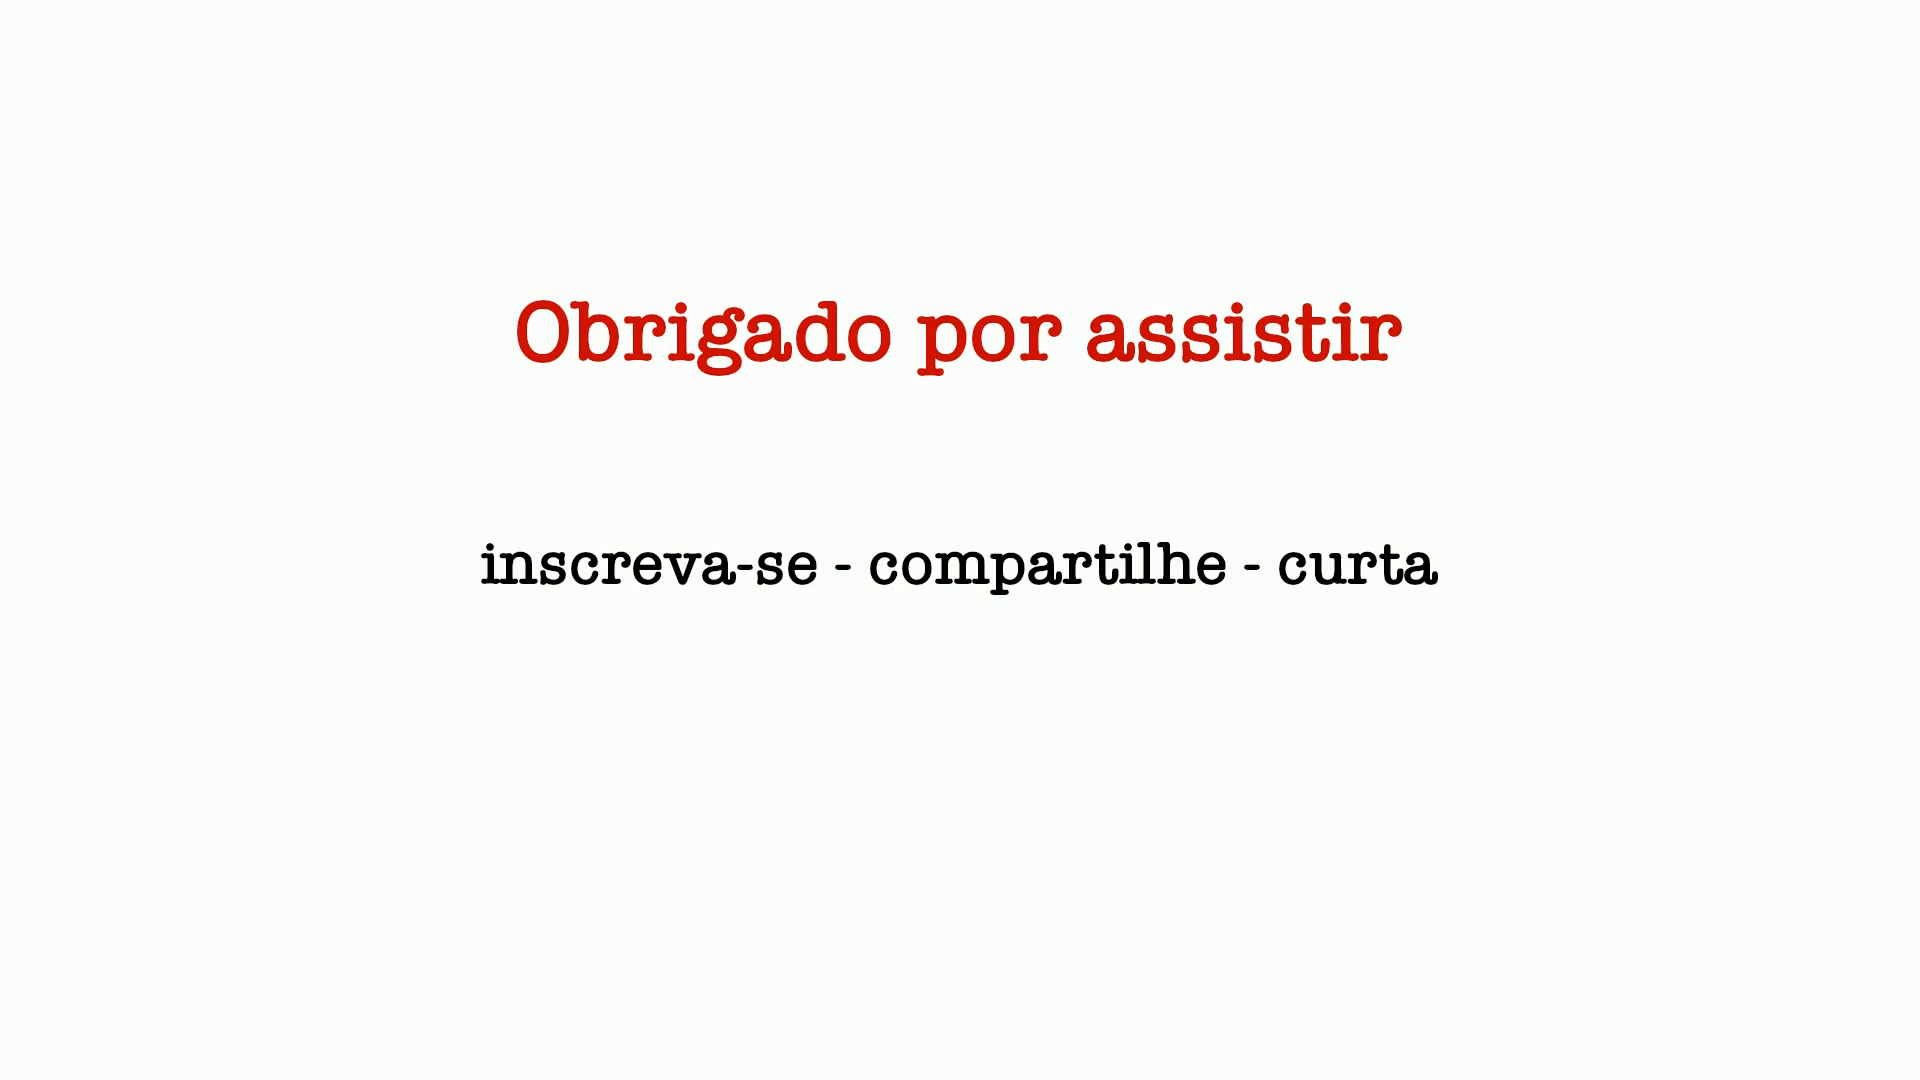 Obrigado por assistir
inscreva-se - compartilhe - curta